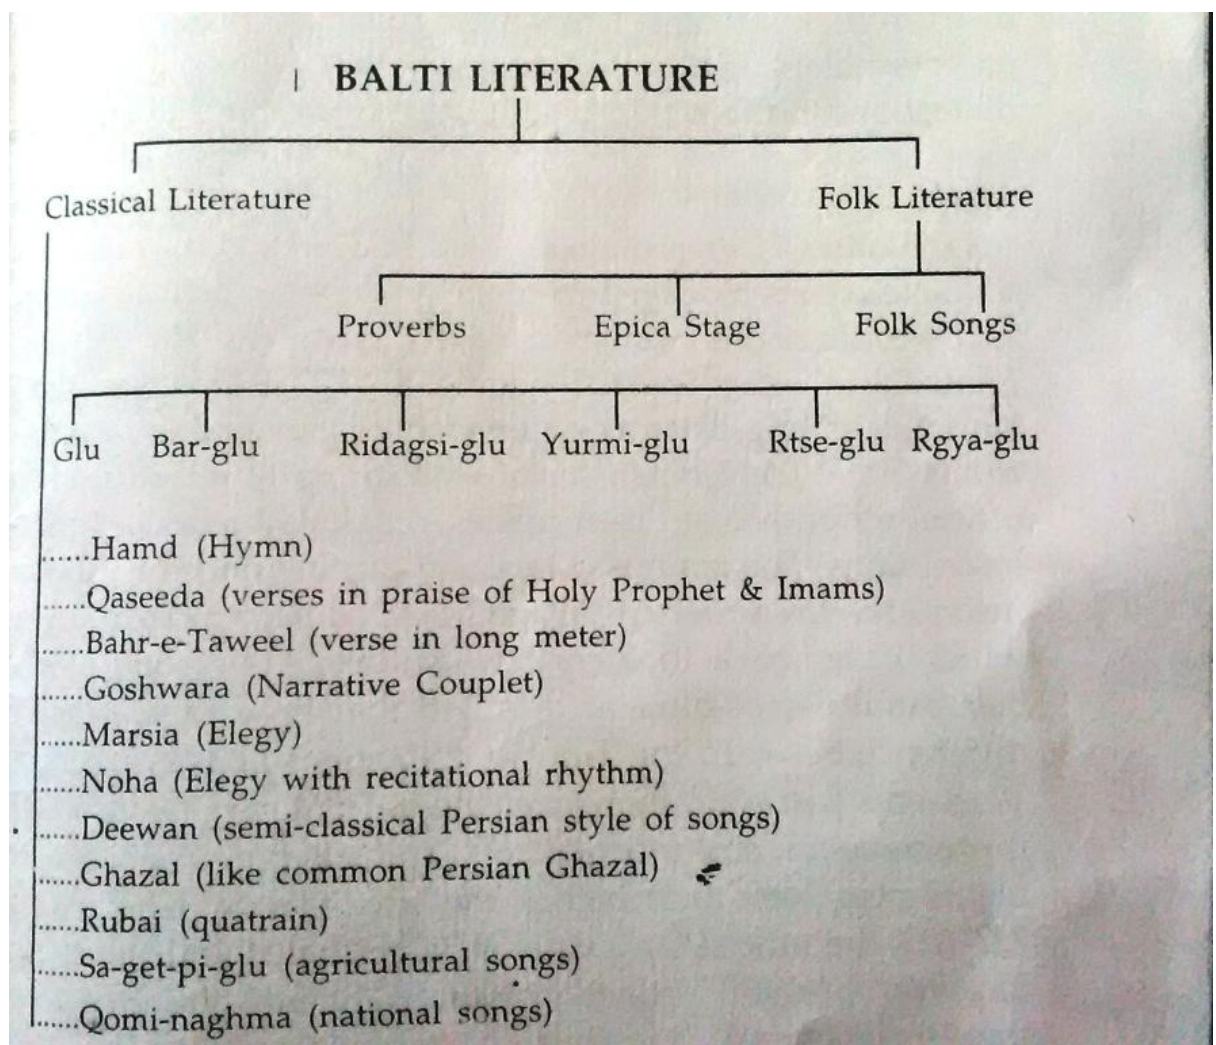 BALTI LITERATURE
Classical Literature Folk Literature
Proverbs Epica Stage Folk Songs
Glu Bar-glu Ridagsi-glu Yurmi-glu Rtse-glu Rgya-glu
......Hamd (Hymn)
......Qaseeda (verses in praise of Holy Prophet & Imams)
......Bahr-e-Taweel (verse in long meter)
......Goshwara (Narrative Couplet)
......Marsia (Elegy)
......Noha (Elegy with recitational rhythm)
......Deewan (semi-classical Persian style of songs)
......Ghazal (like common Persian Ghazal)
......Rubai (quatrain)
......Sa-get-pi-glu (agricultural songs)
......Qomi-naghma (national songs)